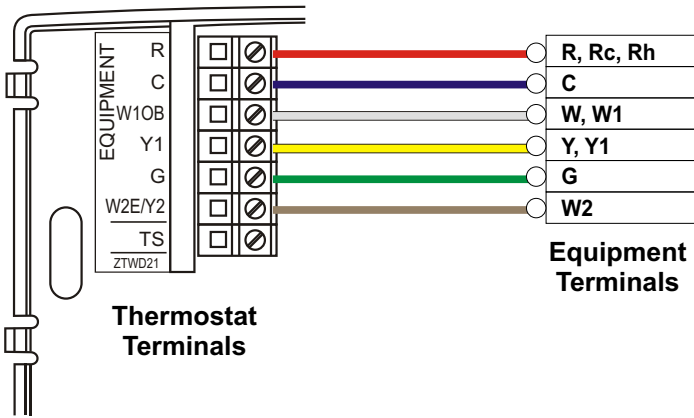 EQUIPMENT
R
C
W1OB
Y1
G
W2E/Y2
TS
ZTWD21
Thermostat
Terminals
R, Rc, Rh
C
W, W1
Y, Y1
G
W2
Equipment
Terminals